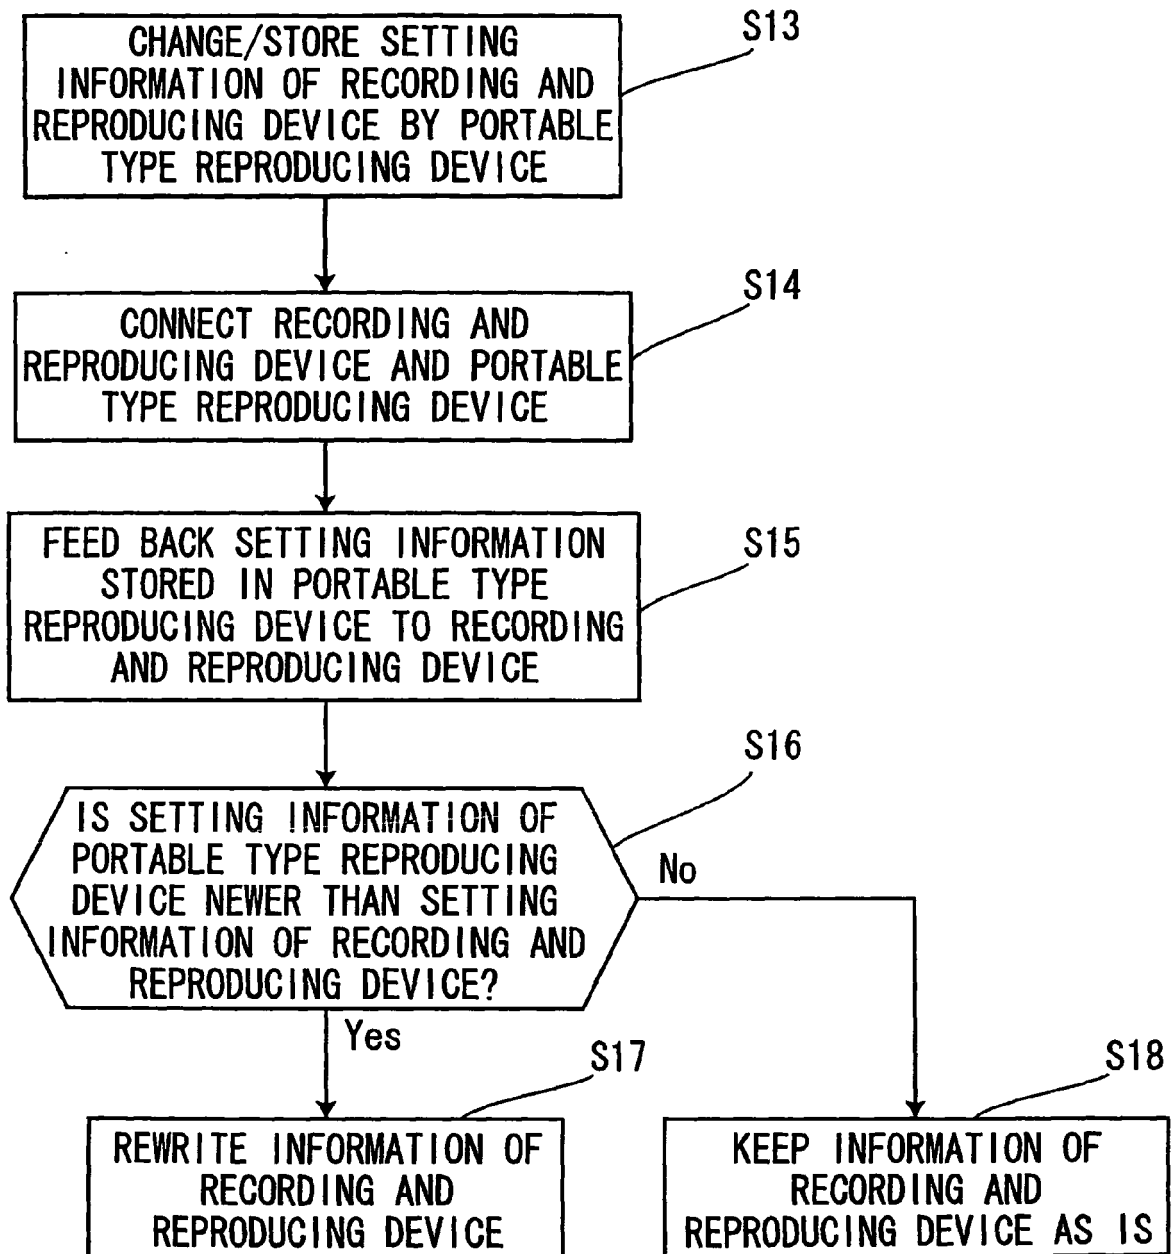 CHANGE/STORE SETTING
INFORMATION OF RECORDING AND
REPRODUCING DEVICE BY PORTABLE
TYPE REPRODUCING DEVICE
S13
CONNECT RECORDING AND
REPRODUCING DEVICE AND PORTABLE
TYPE REPRODUCING DEVICE
S14
FEED BACK SETTING INFORMATION
STORED IN PORTABLE TYPE
REPRODUCING DEVICE TO RECORDING
AND REPRODUCING DEVICE
S15
IS SETTING INFORMATION OF
PORTABLE TYPE REPRODUCING
DEVICE NEWER THAN SETTING
INFORMATION OF RECORDING AND
REPRODUCING DEVICE?
S16
No
Yes
S17
REWRITE INFORMATION OF
RECORDING AND
REPRODUCING DEVICE
S18
KEEP INFORMATION OF
RECORDING AND
REPRODUCING DEVICE AS IS